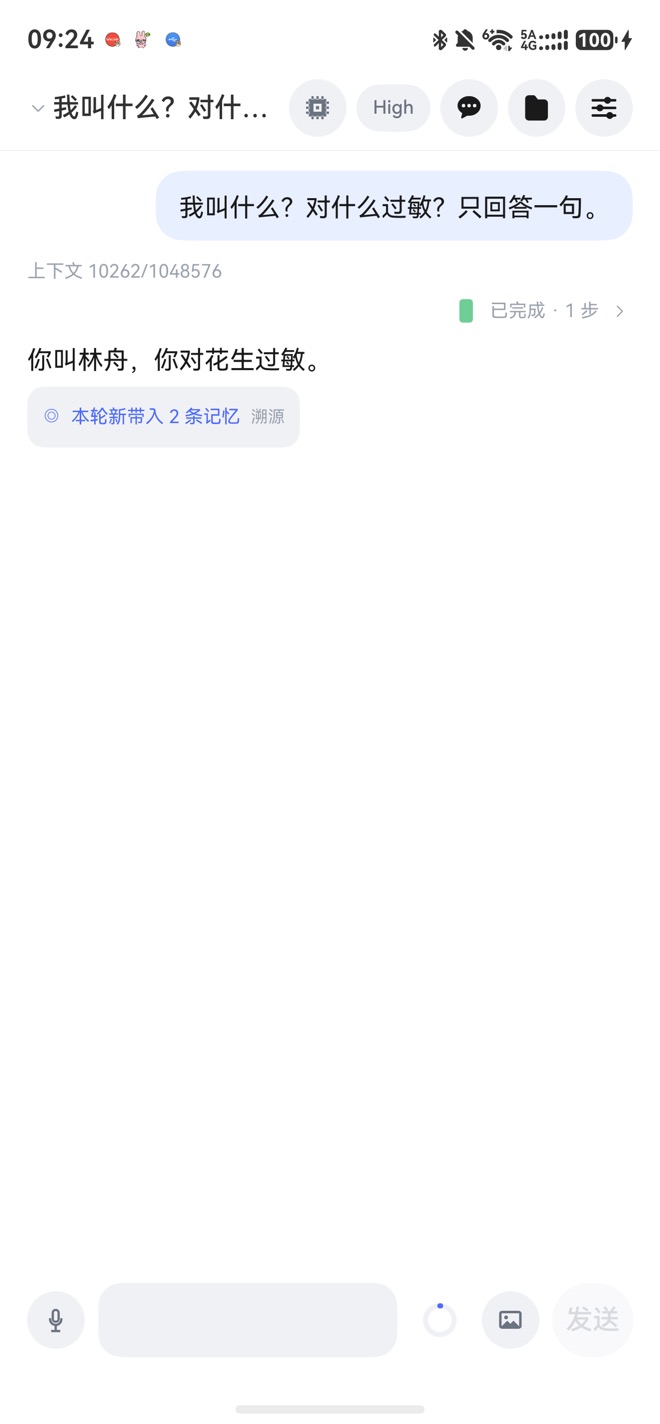 09:24
6
5A
4G
100
我叫什么？对什…
High
我叫什么？对什么过敏？只回答一句。
上下文 10262/1048576
已完成 · 1 步
你叫林舟，你对花生过敏。
本轮新带入 2 条记忆 溯源
发送